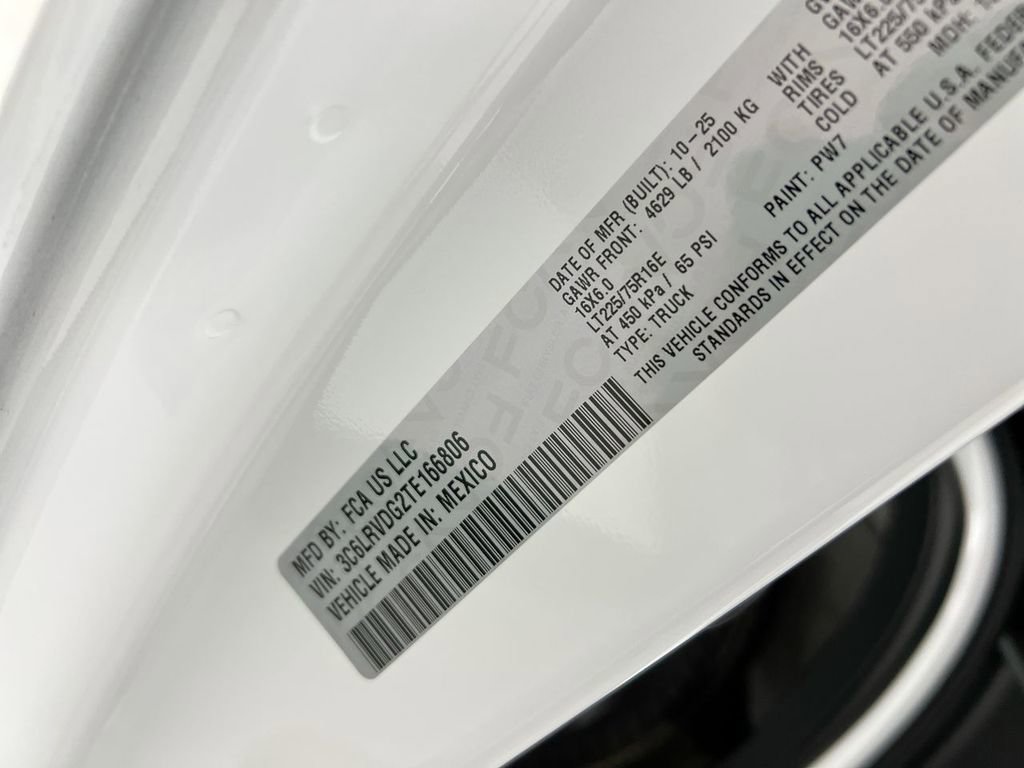 MFD BY: FCA US LLC
VIN: 3C6LRVDG2TE166806
VEHICLE MADE IN: MEXICO
DATE OF MFR (BUILT): 10-25
GAWR FRONT: 4629 LB / 2100 KG WITH
16X6.0 RIMS
LT225/75R16E TIRES
AT 450 kPa / 65 PSI COLD
TYPE: TRUCK PAINT: PW7
THIS VEHICLE CONFORMS TO ALL APPLICABLE U.S.A.
STANDARDS IN EFFECT ON THE DATE OF
16X6.
LT225/75
AT 550 kPa
MDH: